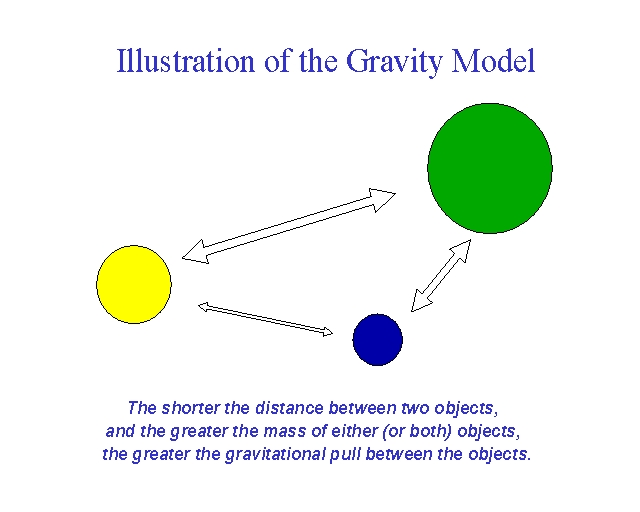 Illustration of the Gravity Model
The shorter the distance between two objects,
and the greater the mass of either (or both) objects,
the greater the gravitational pull between the objects.